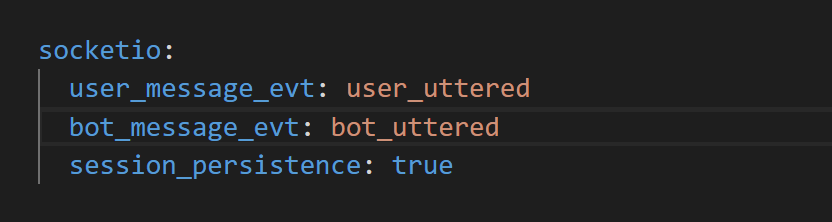 socketio:
user_message_evt: user_uttered
bot_message_evt: bot_uttered
session_persistence: true